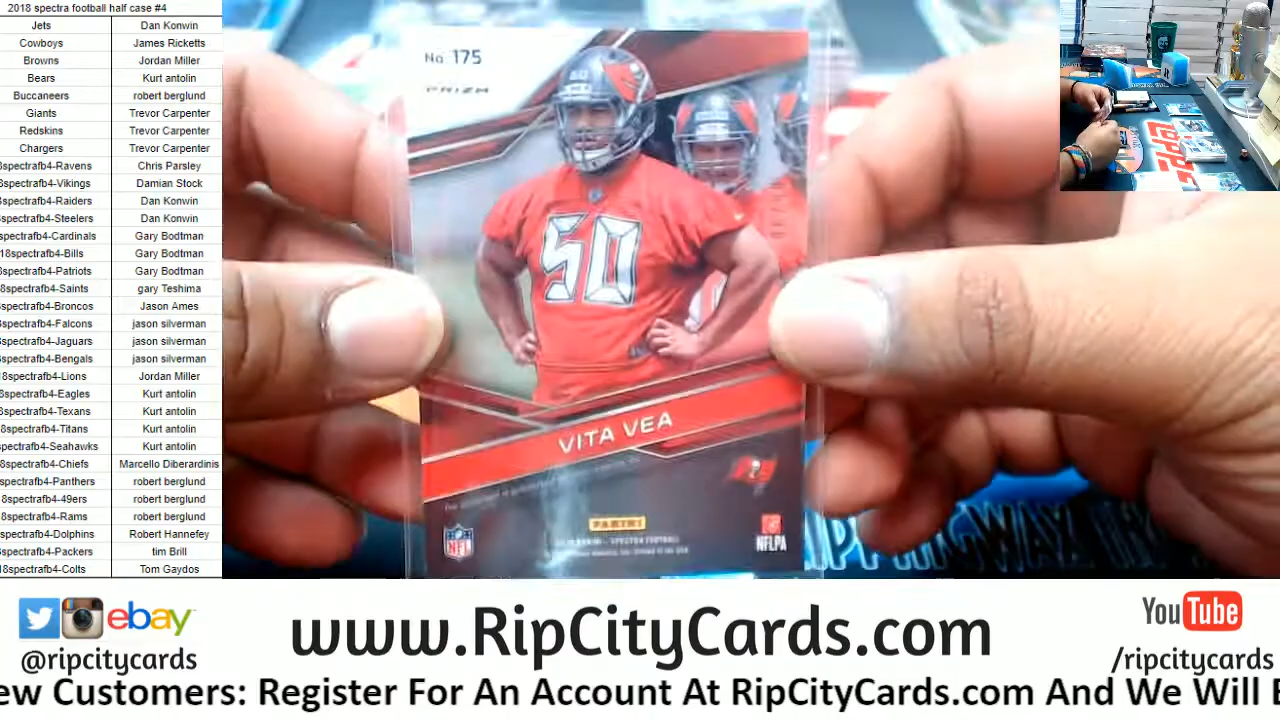 2018 spectra football half case #4
Jets Dan Konwin
Cowboys James Ricketts
Browns Jordan Miller
Bears Kurt antolin
Buccaneers robert berglund
Giants Trevor Carpenter
Redskins Trevor Carpenter
Chargers Trevor Carpenter
8spectrafb4-Ravens Chris Parsley
8spectrafb4-Vikings Damian Stock
8spectrafb4-Raiders Dan Konwin
8spectrafb4-Steelers Dan Konwin
spectrafb4-Cardinals Gary Bodtman
18spectrafb4-Bills Gary Bodtman
8spectrafb4-Patriots Gary Bodtman
8spectrafb4-Saints gary Teshima
8spectrafb4-Broncos Jason Ames
8spectrafb4-Falcons jason silverman
8spectrafb4-Jaguars jason silverman
8spectrafb4-Bengals jason silverman
18spectrafb4-Lions Jordan Miller
8spectrafb4-Eagles Kurt antolin
8spectrafb4-Texans Kurt antolin
8spectrafb4-Titans Kurt antolin
spectrafb4-Seahawks Kurt antolin
8spectrafb4-Chiefs Marcello Diberardinis
spectrafb4-Panthers robert berglund
8spectrafb4-49ers robert berglund
8spectrafb4-Rams robert berglund
spectrafb4-Dolphins Robert Hannefey
8spectrafb4-Packers tim Brill
18spectrafb4-Colts Tom Gaydos
No. 175
PRIZM
50
50
VITA VEA
PANINI
NFL
NFLPA
ebay
@ripcitycards
www.RipCityCards.com
YouTube
/ripcitycards
ew Customers: Register For An Account At RipCityCards.com And We Will